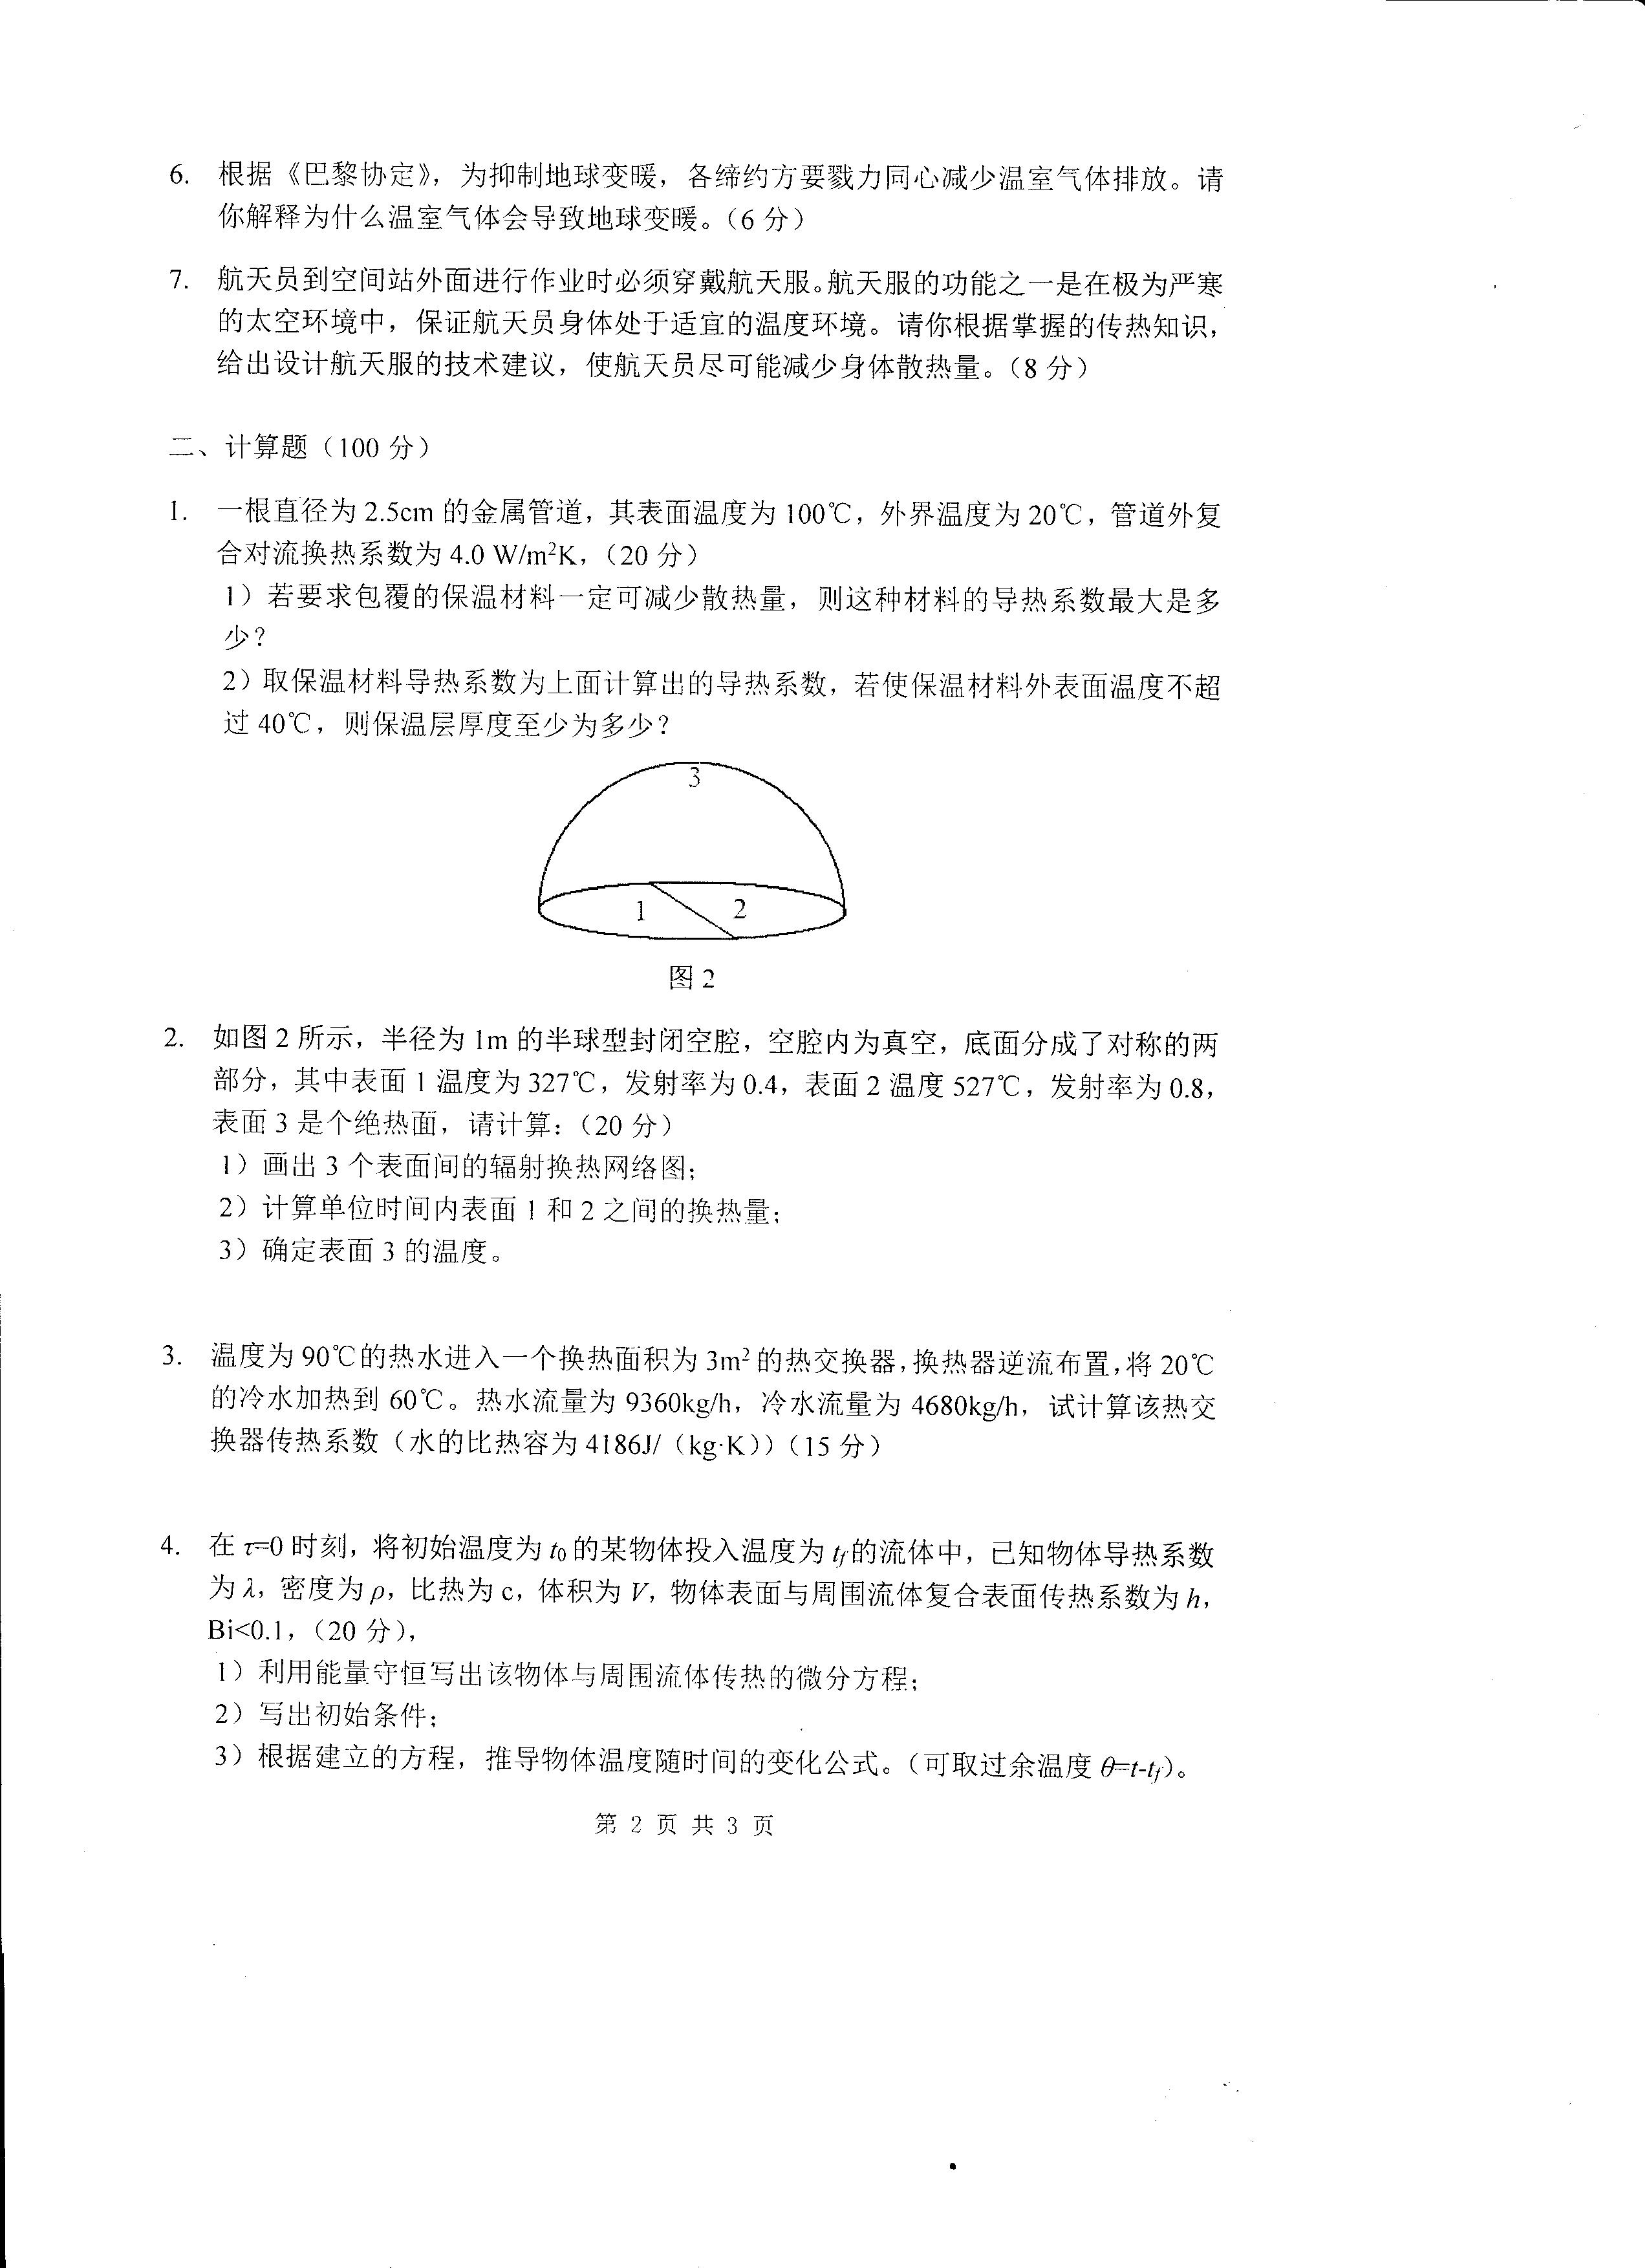 6. 根据《巴黎协定》，为抑制地球变暖，各缔约方要戮力同心减少温室气体排放。请
你解释为什么温室气体会导致地球变暖。（6 分）
7. 航天员到空间站外面进行作业时必须穿戴航天服。航天服的功能之一是在极为严寒
的太空环境中，保证航天员身体处于适宜的温度环境。请你根据掌握的传热知识，
给出设计航天服的技术建议，使航天员尽可能减少身体散热量。（8 分）
二、计算题（100 分）
1. 一根直径为 2.5cm 的金属管道，其表面温度为 100℃，外界温度为 20℃，管道外复
合对流换热系数为 4.0 W/m²K，（20 分）
1）若要求包覆的保温材料一定可减少散热量，则这种材料的导热系数最大是多
少？
2）取保温材料导热系数为上面计算出的导热系数，若使保温材料外表面温度不超
过 40℃，则保温层厚度至少为多少？
3
1 2
图 2
2. 如图 2 所示，半径为 1m 的半球型封闭空腔，空腔内为真空，底面分成了对称的两
部分，其中表面 1 温度为 327℃，发射率为 0.4，表面 2 温度 527℃，发射率为 0.8，
表面 3 是个绝热面，请计算：（20 分）
1）画出 3 个表面间的辐射换热网络图；
2）计算单位时间内表面 1 和 2 之间的换热量；
3）确定表面 3 的温度。
3. 温度为 90℃的热水进入一个换热面积为 3m² 的热交换器，换热器逆流布置，将 20℃
的冷水加热到 60℃。热水流量为 9360kg/h，冷水流量为 4680kg/h，试计算该热交
换器传热系数（水的比热容为 4186J/（kg·K））（15 分）
4. 在 τ=0 时刻，将初始温度为 t₀ 的某物体投入温度为 t_f 的流体中，已知物体导热系数
为 λ，密度为 ρ，比热为 c，体积为 V，物体表面与周围流体复合表面传热系数为 h，
Bi<0.1，（20 分），
1）利用能量守恒写出该物体与周围流体传热的微分方程；
2）写出初始条件；
3）根据建立的方程，推导物体温度随时间的变化公式。（可取过余温度 θ=t-t_f）。
第 2 页 共 3 页